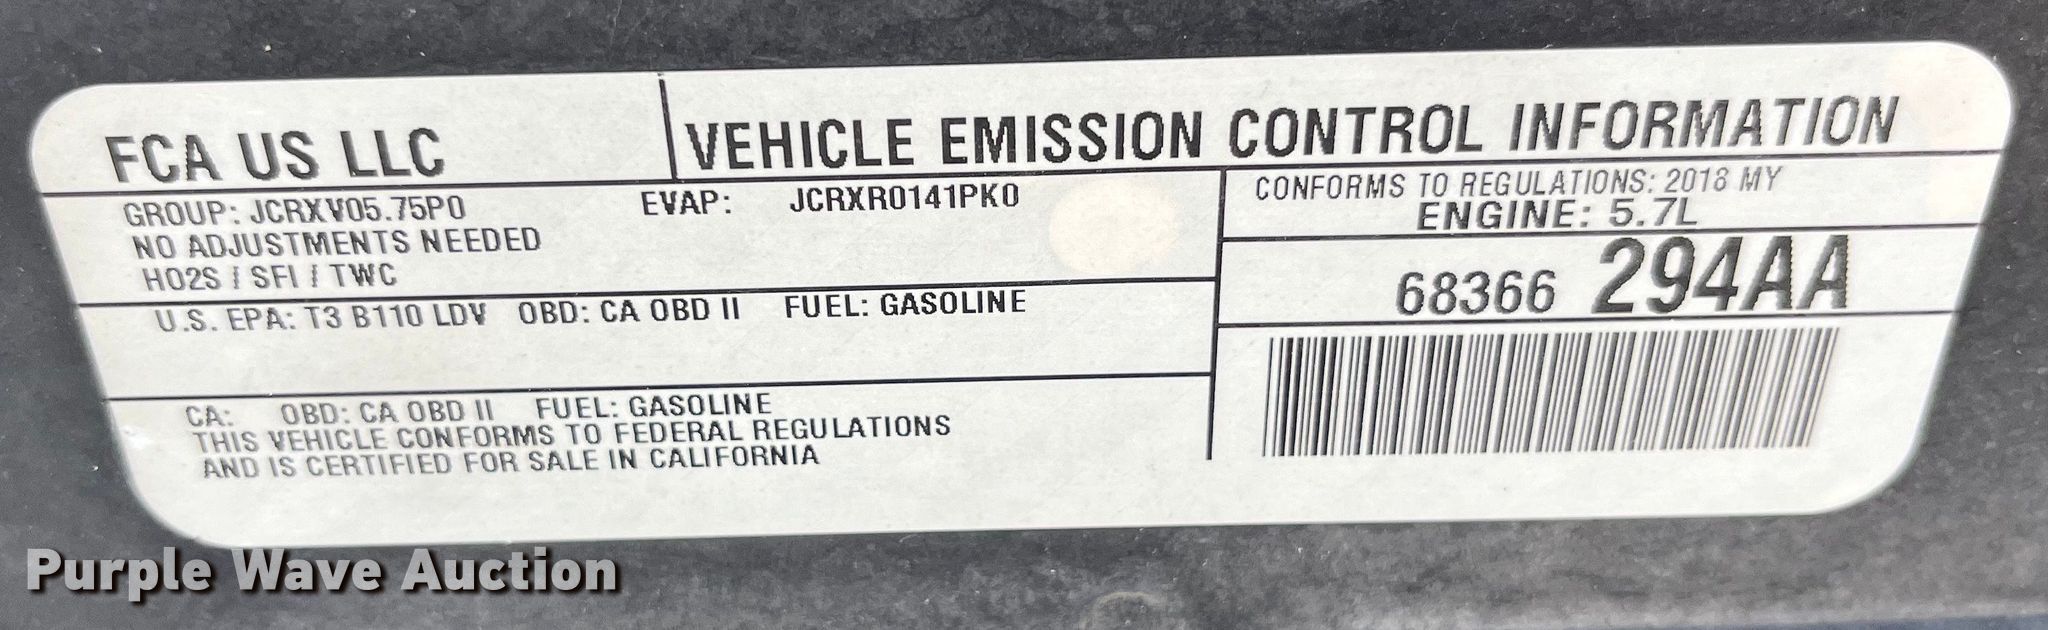 FCA US LLC
VEHICLE EMISSION CONTROL INFORMATION
GROUP: JCRXV05.75P0 EVAP: JCRXR0141PK0
NO ADJUSTMENTS NEEDED
HO2S / SFI / TWC
CONFORMS TO REGULATIONS: 2018 MY
ENGINE: 5.7L
68366 294AA
U.S. EPA: T3 B110 LDV OBD: CA OBD II FUEL: GASOLINE
CA: OBD: CA OBD II FUEL: GASOLINE
THIS VEHICLE CONFORMS TO FEDERAL REGULATIONS
AND IS CERTIFIED FOR SALE IN CALIFORNIA
Purple Wave Auction